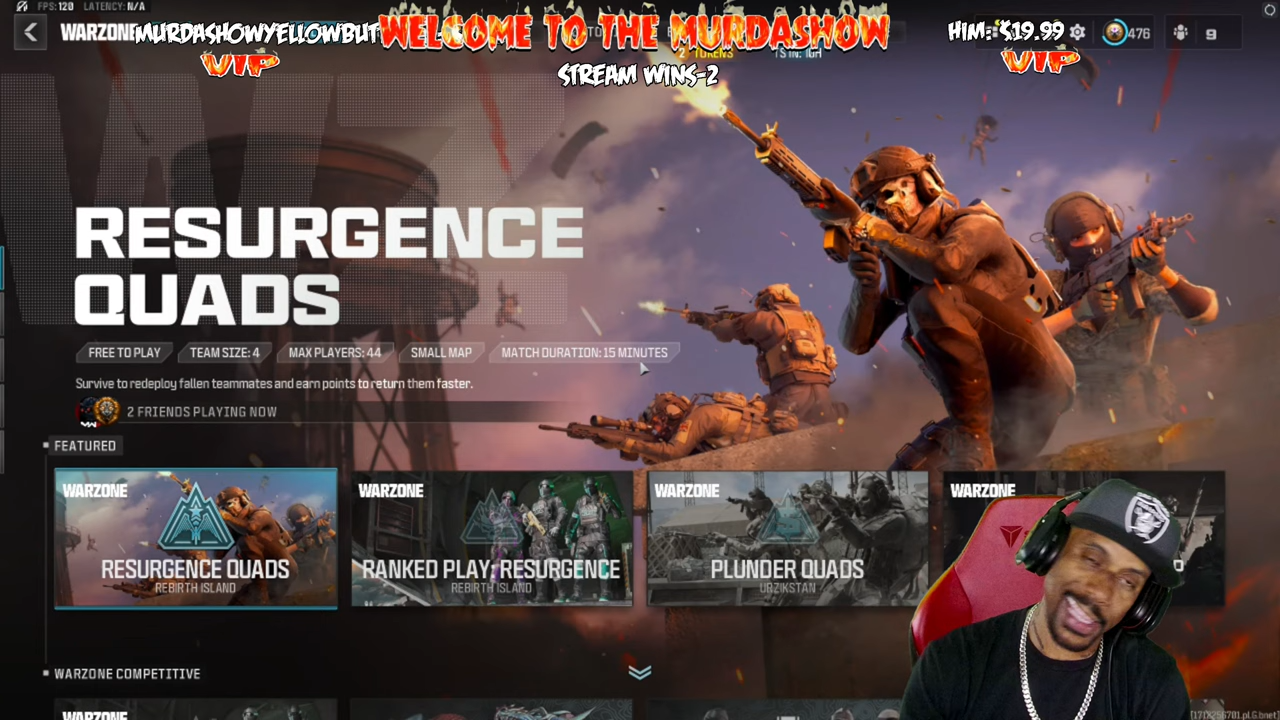 FPS:120 LATENCY: N/A
WARZONE
MURDASHOWYELLOWBUT
WELCOME TO THE MURDASHOW
HIM: $19.99
476
9
VIP
VIP
2 TOKENS
STREAM WINS-2
RESURGENCE
QUADS
FREE TO PLAY
TEAM SIZE: 4
MAX PLAYERS: 44
SMALL MAP
MATCH DURATION: 15 MINUTES
Survive to redeploy fallen teammates and earn points to return them faster.
2 FRIENDS PLAYING NOW
FEATURED
WARZONE
RESURGENCE QUADS
REBIRTH ISLAND
WARZONE
RANKED PLAY: RESURGENCE
REBIRTH ISLAND
WARZONE
PLUNDER QUADS
URZIKSTAN
WARZONE
WARZONE COMPETITIVE
WARZONE